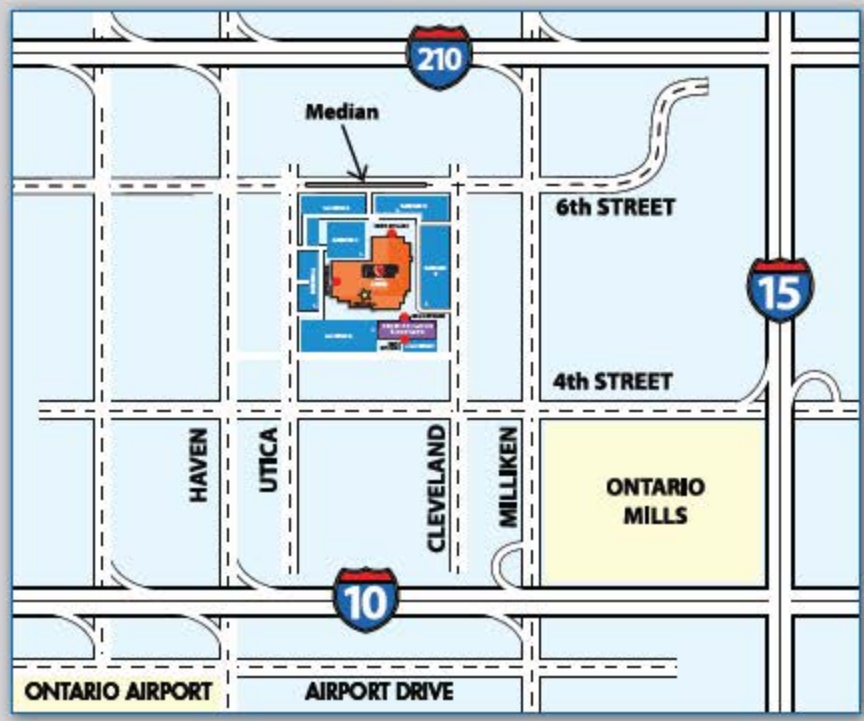 210
Median
6th STREET
15
4th STREET
HAVEN
UTICA
CLEVELAND
MILLIKEN
ONTARIO
MILLS
10
ONTARIO AIRPORT
AIRPORT DRIVE